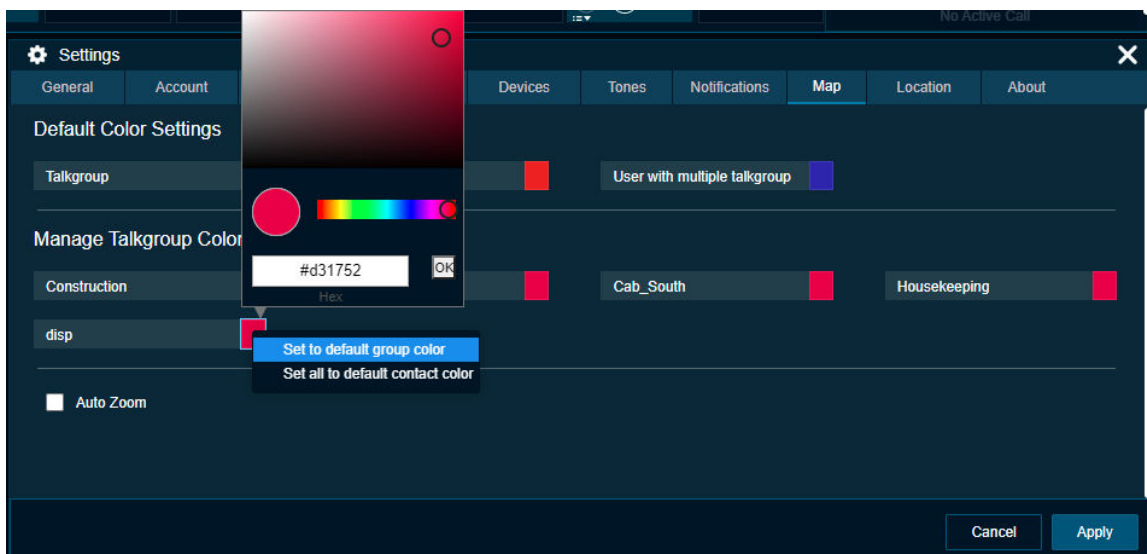 No Active Call
Settings
General Account Devices Tones Notifications Map Location About
Default Color Settings
Talkgroup User with multiple talkgroup
Manage Talkgroup Color
#d31752 OK
Hex
Construction Cab_South Housekeeping
disp
Set to default group color
Set all to default contact color
Auto Zoom
Cancel Apply